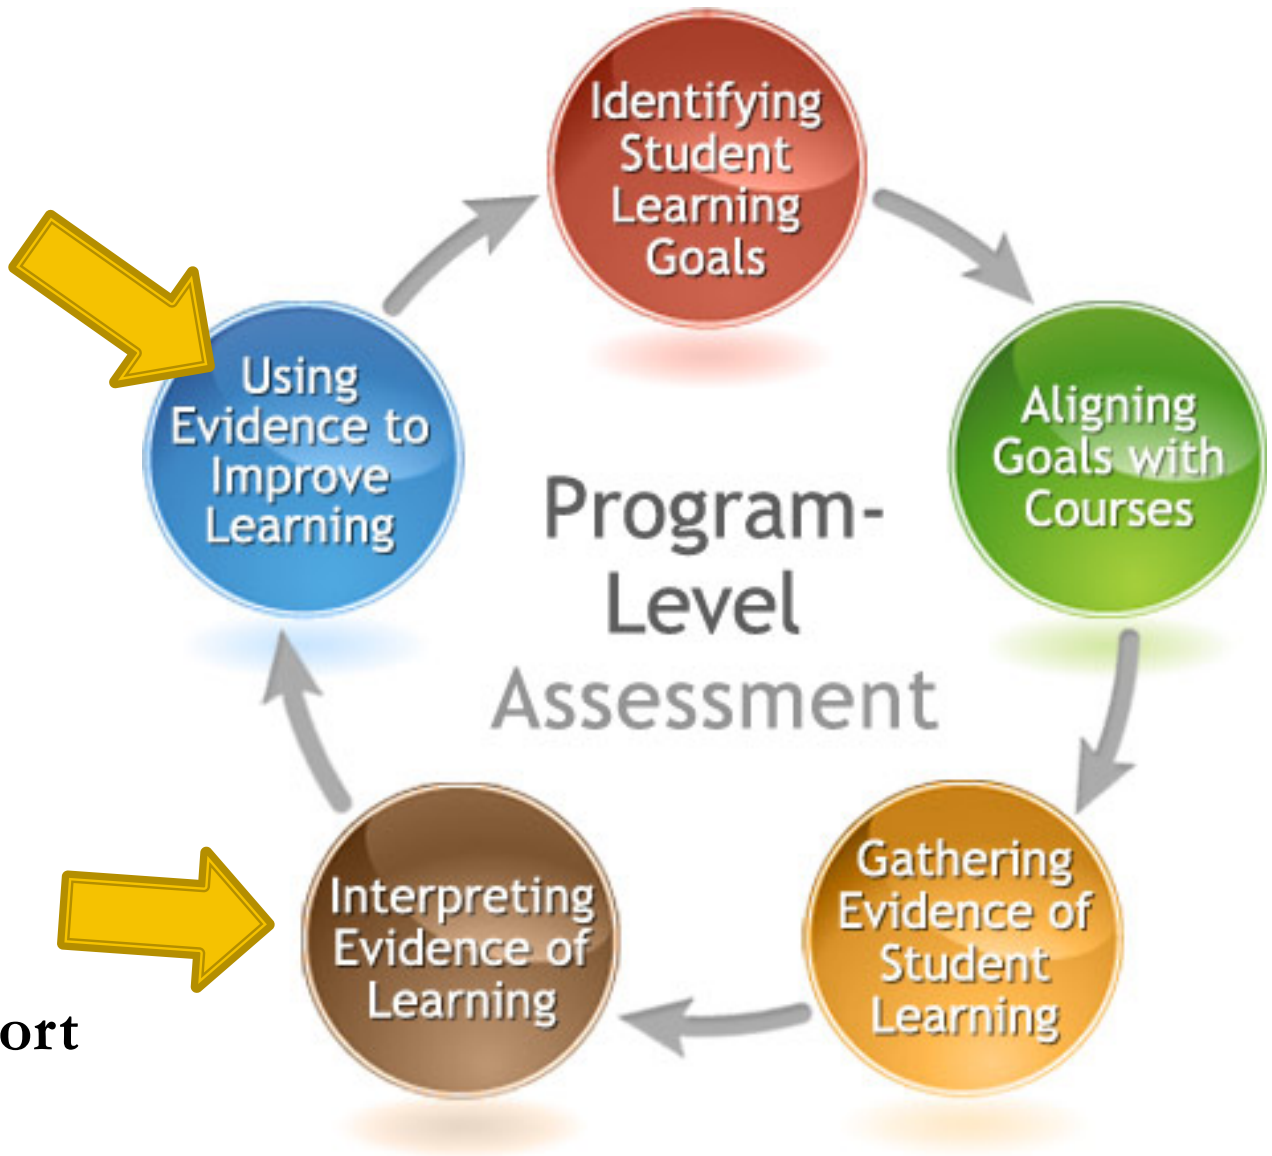 Identifying
Student
Learning
Goals
Using
Evidence to
Improve
Learning
Aligning
Goals with
Courses
Program-
Level
Assessment
Interpreting
Evidence of
Learning
Gathering
Evidence of
Student
Learning
ort